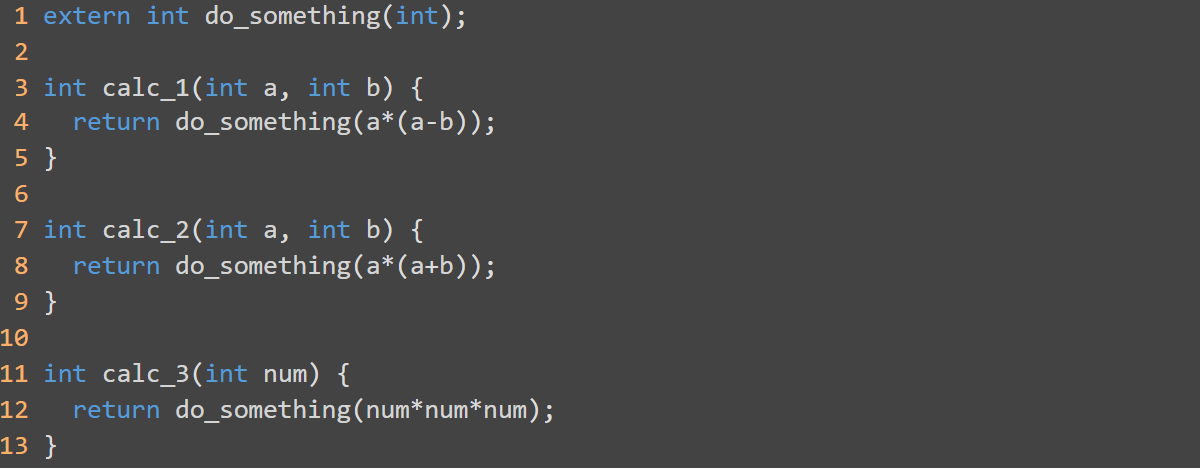 1 extern int do_something(int);
2
3 int calc_1(int a, int b) {
4   return do_something(a*(a-b));
5 }
6
7 int calc_2(int a, int b) {
8   return do_something(a*(a+b));
9 }
10
11 int calc_3(int num) {
12   return do_something(num*num*num);
13 }